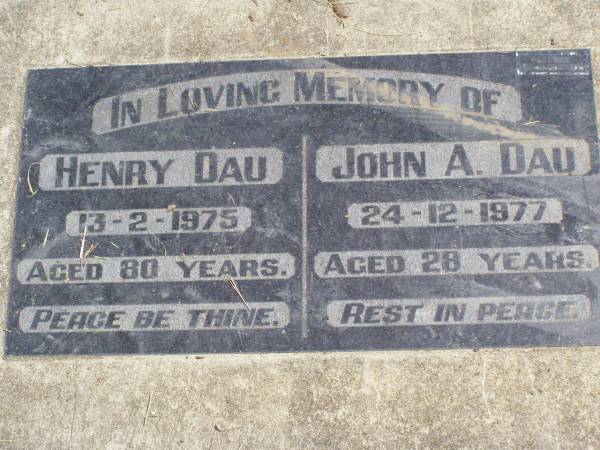 IN LOVING MEMORY OF
HENRY DAU
13-2-1975
AGED 80 YEARS.
PEACE BE THINE.
JOHN A. DAU
24-12-1977
AGED 28 YEARS
REST IN PEACE.